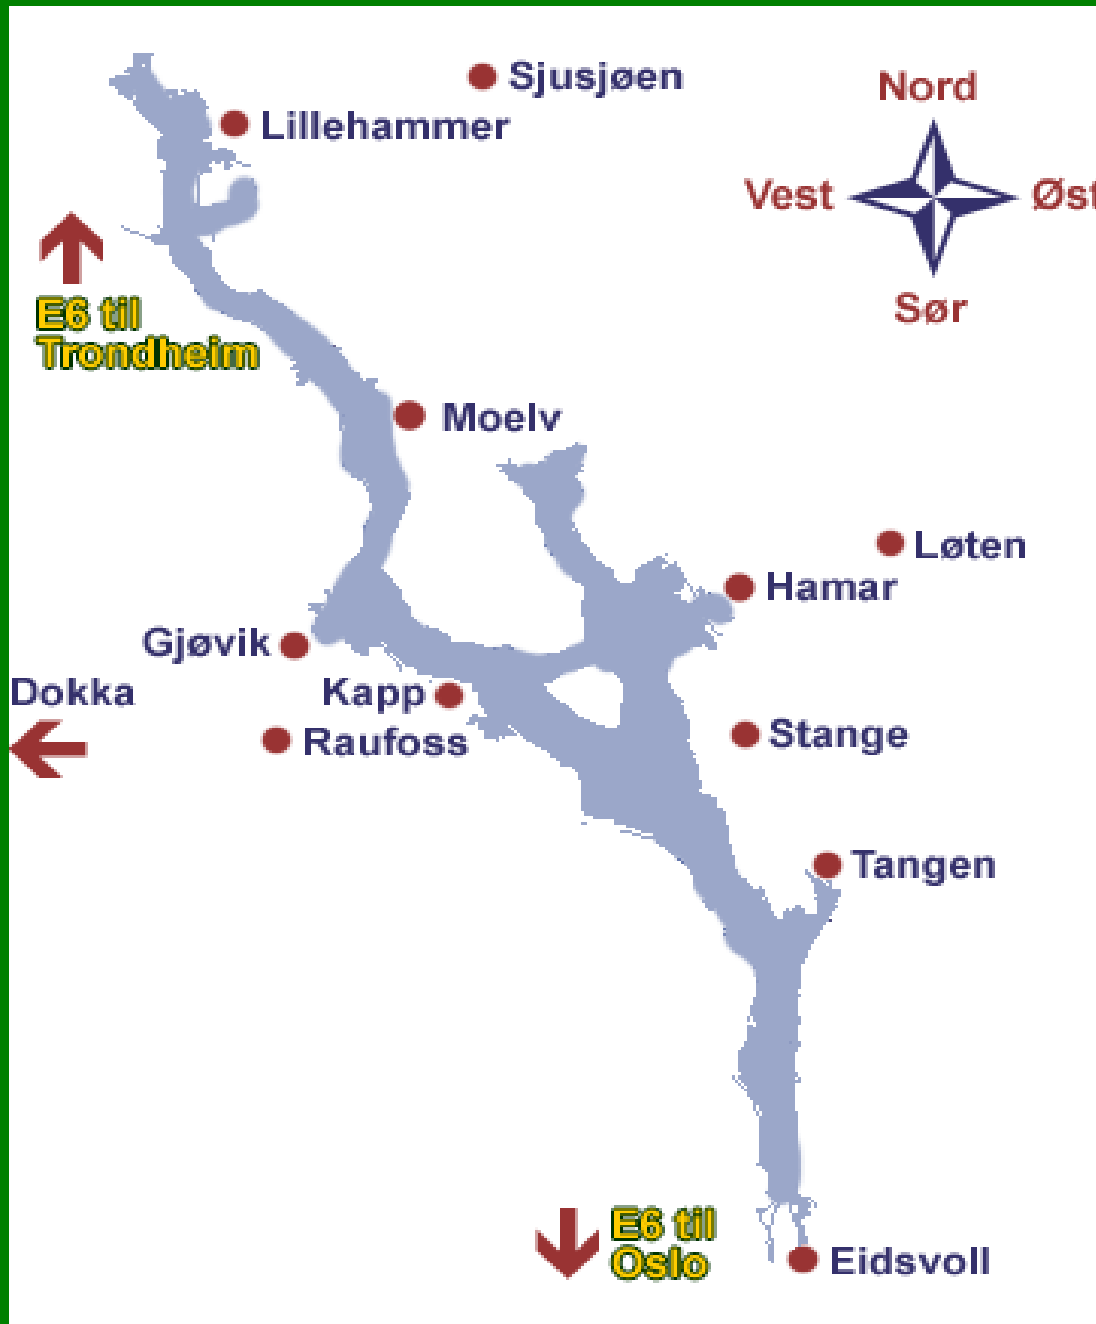 Sjusjøen
Nord
Lillehammer
Vest
Øst
Sør
E6 til
Trondheim
Moelv
Løten
Hamar
Gjøvik
Dokka
Kapp
Raufoss
Stange
Tangen
E6 til
Oslo
Eidsvoll